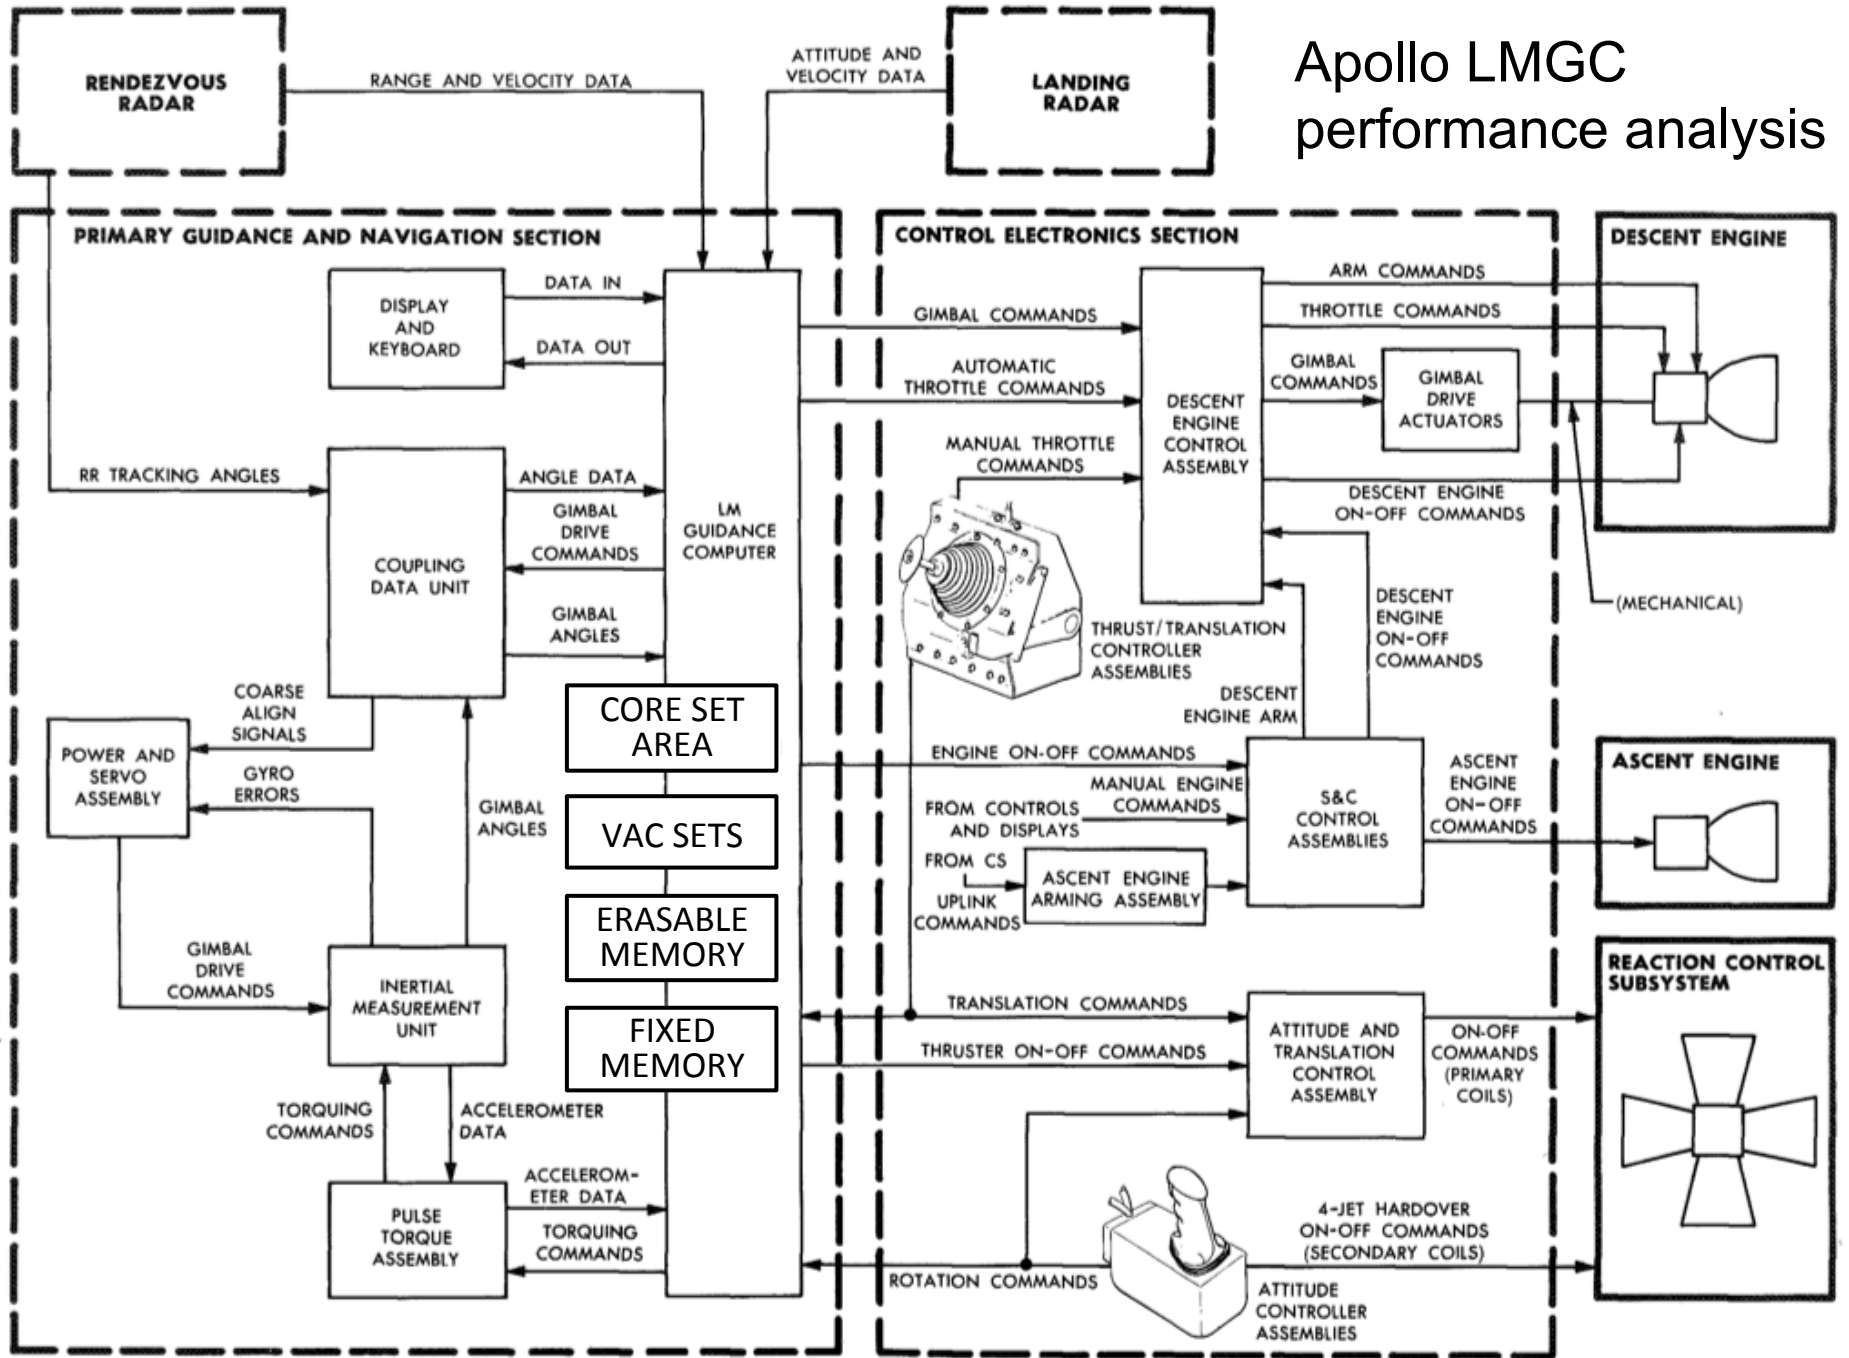 Apollo LMGC
performance analysis
RENDEZVOUS
RADAR
RANGE AND VELOCITY DATA
ATTITUDE AND
VELOCITY DATA
LANDING
RADAR
PRIMARY GUIDANCE AND NAVIGATION SECTION
DISPLAY
AND
KEYBOARD
DATA IN
DATA OUT
RR TRACKING ANGLES
COUPLING
DATA UNIT
ANGLE DATA
GIMBAL
DRIVE
COMMANDS
GIMBAL
ANGLES
LM
GUIDANCE
COMPUTER
COARSE
ALIGN
SIGNALS
POWER AND
SERVO
ASSEMBLY
GYRO
ERRORS
GIMBAL
ANGLES
CORE SET
AREA
VAC SETS
ERASABLE
MEMORY
FIXED
MEMORY
GIMBAL
DRIVE
COMMANDS
INERTIAL
MEASUREMENT
UNIT
TORQUING
COMMANDS
ACCELEROMETER
DATA
PULSE
TORQUE
ASSEMBLY
ACCELEROM-
ETER DATA
TORQUING
COMMANDS
CONTROL ELECTRONICS SECTION
GIMBAL COMMANDS
AUTOMATIC
THROTTLE COMMANDS
MANUAL THROTTLE
COMMANDS
DESCENT
ENGINE
CONTROL
ASSEMBLY
ARM COMMANDS
THROTTLE COMMANDS
GIMBAL
COMMANDS
GIMBAL
DRIVE
ACTUATORS
DESCENT ENGINE
ON-OFF COMMANDS
THRUST/TRANSLATION
CONTROLLER
ASSEMBLIES
DESCENT
ENGINE ARM
DESCENT
ENGINE
ON-OFF
COMMANDS
(MECHANICAL)
ENGINE ON-OFF COMMANDS
MANUAL ENGINE
COMMANDS
FROM CONTROLS
AND DISPLAYS
FROM CS
UPLINK
COMMANDS
ASCENT ENGINE
ARMING ASSEMBLY
S&C
CONTROL
ASSEMBLIES
ASCENT
ENGINE
ON-OFF
COMMANDS
TRANSLATION COMMANDS
THRUSTER ON-OFF COMMANDS
ATTITUDE AND
TRANSLATION
CONTROL
ASSEMBLY
ON-OFF
COMMANDS
(PRIMARY
COILS)
ROTATION COMMANDS
4-JET HARDOVER
ON-OFF COMMANDS
(SECONDARY COILS)
ATTITUDE
CONTROLLER
ASSEMBLIES
DESCENT ENGINE
ASCENT ENGINE
REACTION CONTROL
SUBSYSTEM